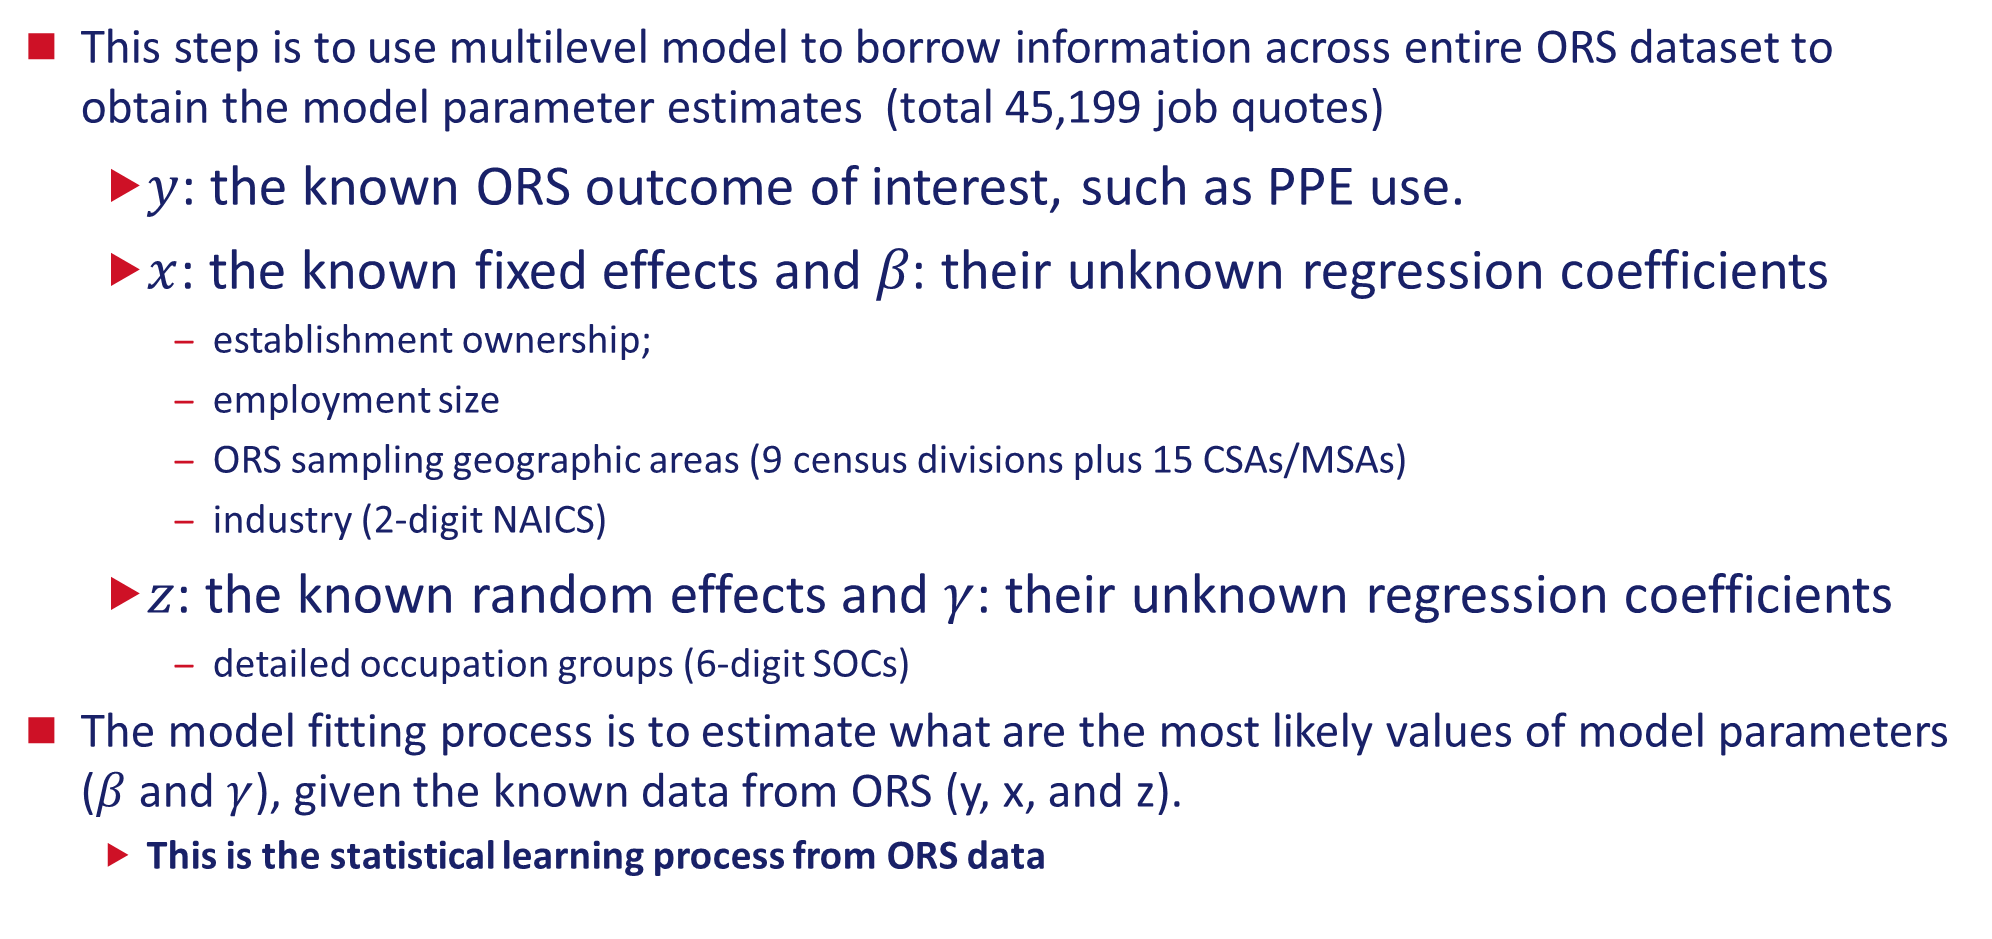 This step is to use multilevel model to borrow information across entire ORS dataset to
obtain the model parameter estimates  (total 45,199 job quotes)
y: the known ORS outcome of interest, such as PPE use.
x: the known fixed effects and β: their unknown regression coefficients
– establishment ownership;
– employment size
– ORS sampling geographic areas (9 census divisions plus 15 CSAs/MSAs)
– industry (2-digit NAICS)
z: the known random effects and γ: their unknown regression coefficients
– detailed occupation groups (6-digit SOCs)
The model fitting process is to estimate what are the most likely values of model parameters
(β and γ), given the known data from ORS (y, x, and z).
This is the statistical learning process from ORS data